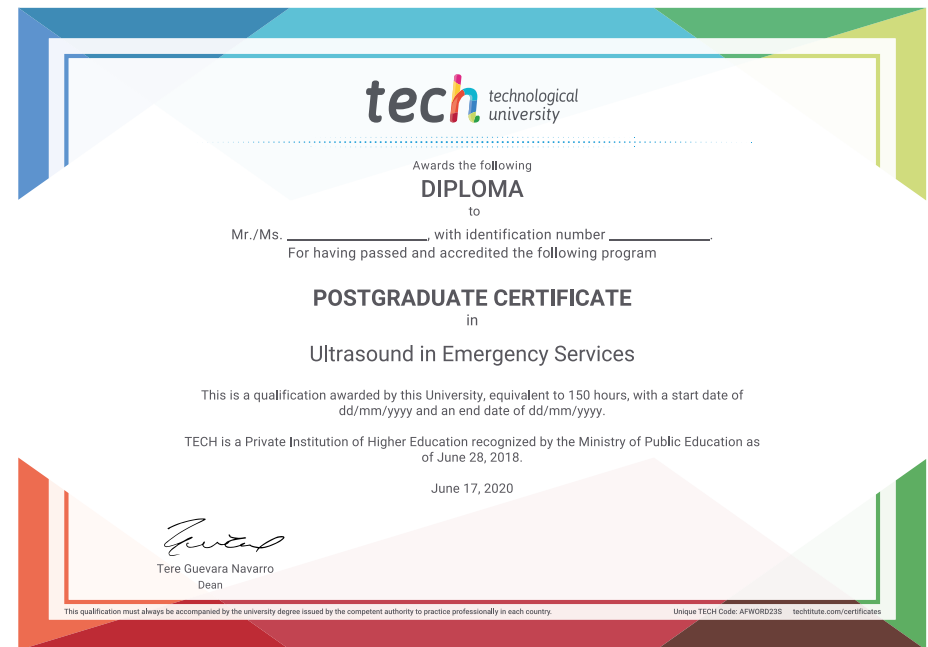 tech technological
university
Awards the following
DIPLOMA
to
Mr./Ms. ____________, with identification number ____________.
For having passed and accredited the following program
POSTGRADUATE CERTIFICATE
in
Ultrasound in Emergency Services
This is a qualification awarded by this University, equivalent to 150 hours, with a start date of
dd/mm/yyyy and an end date of dd/mm/yyyy.
TECH is a Private Institution of Higher Education recognized by the Ministry of Public Education as
of June 28, 2018.
June 17, 2020
Tere Guevara Navarro
Dean
This qualification must always be accompanied by the university degree issued by the competent authority to practice professionally in each country.
Unique TECH Code: AFWORD23S techtitute.com/certificates